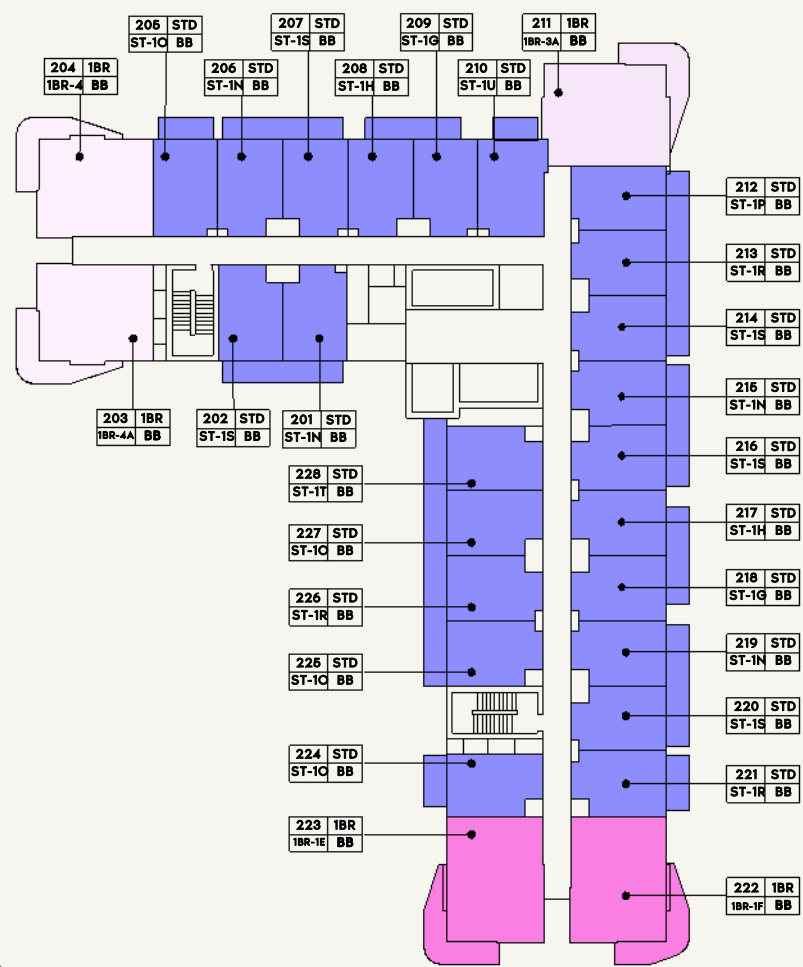 205 STD
ST-1O BB
207 STD
ST-1S BB
209 STD
ST-1G BB
211 1BR
1BR-3A BB
204 1BR
1BR-4 BB
206 STD
ST-1N BB
208 STD
ST-1H BB
210 STD
ST-1U BB
212 STD
ST-1P BB
213 STD
ST-1R BB
214 STD
ST-1S BB
215 STD
ST-1N BB
203 1BR
1BR-4A BB
202 STD
ST-1S BB
201 STD
ST-1N BB
216 STD
ST-1S BB
228 STD
ST-1T BB
217 STD
ST-1H BB
227 STD
ST-1O BB
218 STD
ST-1G BB
226 STD
ST-1R BB
219 STD
ST-1N BB
225 STD
ST-1O BB
220 STD
ST-1S BB
224 STD
ST-1O BB
221 STD
ST-1R BB
223 1BR
1BR-1E BB
222 1BR
1BR-1F BB